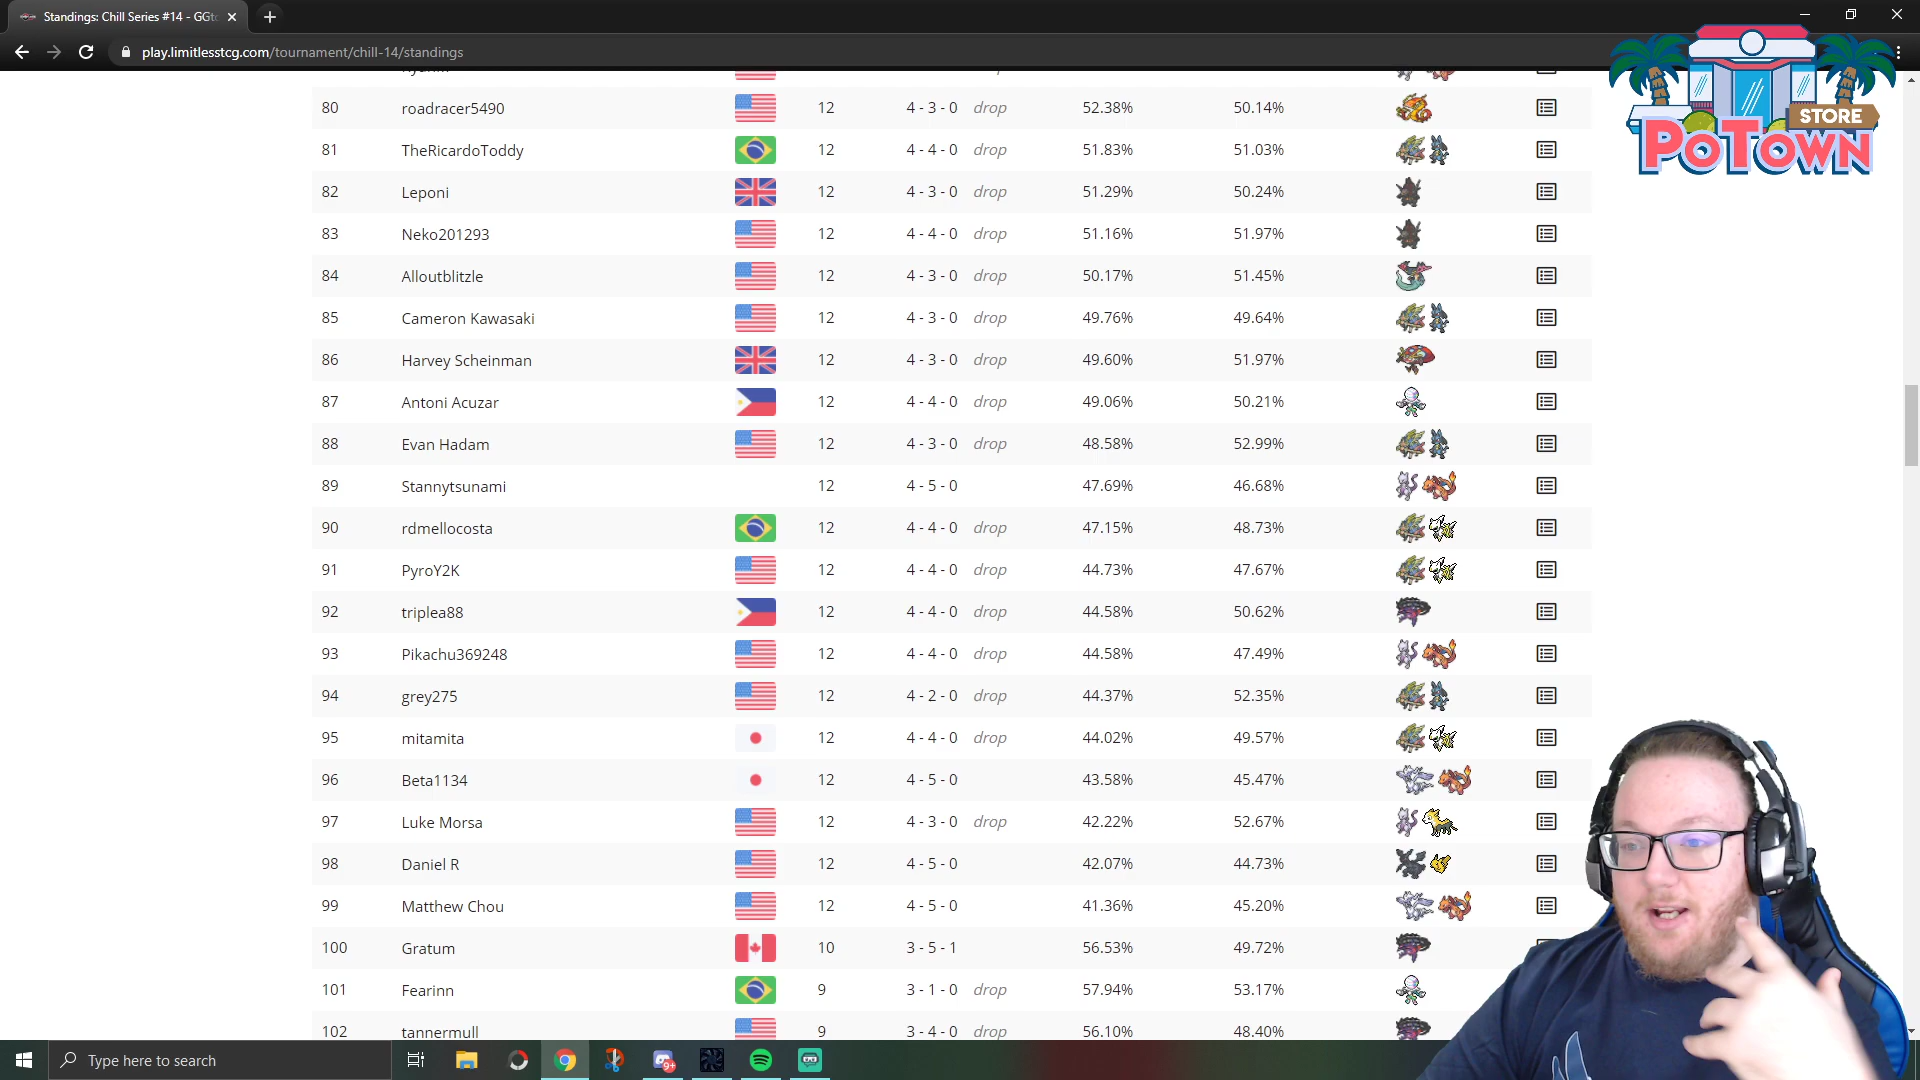 Standings: Chill Series #14 - GGto
play.limitlesstcg.com/tournament/chill-14/standings
STORE
POTOWN
80 roadracer5490 12 4 - 3 - 0 drop 52.38% 50.14%
81 TheRicardoToddy 12 4 - 4 - 0 drop 51.83% 51.03%
82 Leponi 12 4 - 3 - 0 drop 51.29% 50.24%
83 Neko201293 12 4 - 4 - 0 drop 51.16% 51.97%
84 Alloutblitzle 12 4 - 3 - 0 drop 50.17% 51.45%
85 Cameron Kawasaki 12 4 - 3 - 0 drop 49.76% 49.64%
86 Harvey Scheinman 12 4 - 3 - 0 drop 49.60% 51.97%
87 Antoni Acuzar 12 4 - 4 - 0 drop 49.06% 50.21%
88 Evan Hadam 12 4 - 3 - 0 drop 48.58% 52.99%
89 Stannytsunami 12 4 - 5 - 0 47.69% 46.68%
90 rdmellocosta 12 4 - 4 - 0 drop 47.15% 48.73%
91 PyroY2K 12 4 - 4 - 0 drop 44.73% 47.67%
92 triplea88 12 4 - 4 - 0 drop 44.58% 50.62%
93 Pikachu369248 12 4 - 4 - 0 drop 44.58% 47.49%
94 grey275 12 4 - 2 - 0 drop 44.37% 52.35%
95 mitamita 12 4 - 4 - 0 drop 44.02% 49.57%
96 Beta1134 12 4 - 5 - 0 43.58% 45.47%
97 Luke Morsa 12 4 - 3 - 0 drop 42.22% 52.67%
98 Daniel R 12 4 - 5 - 0 42.07% 44.73%
99 Matthew Chou 12 4 - 5 - 0 41.36% 45.20%
100 Gratum 10 3 - 5 - 1 56.53% 49.72%
101 Fearinn 9 3 - 1 - 0 drop 57.94% 53.17%
102 tannermull 9 3 - 4 - 0 drop 56.10% 48.40%
Type here to search
9+